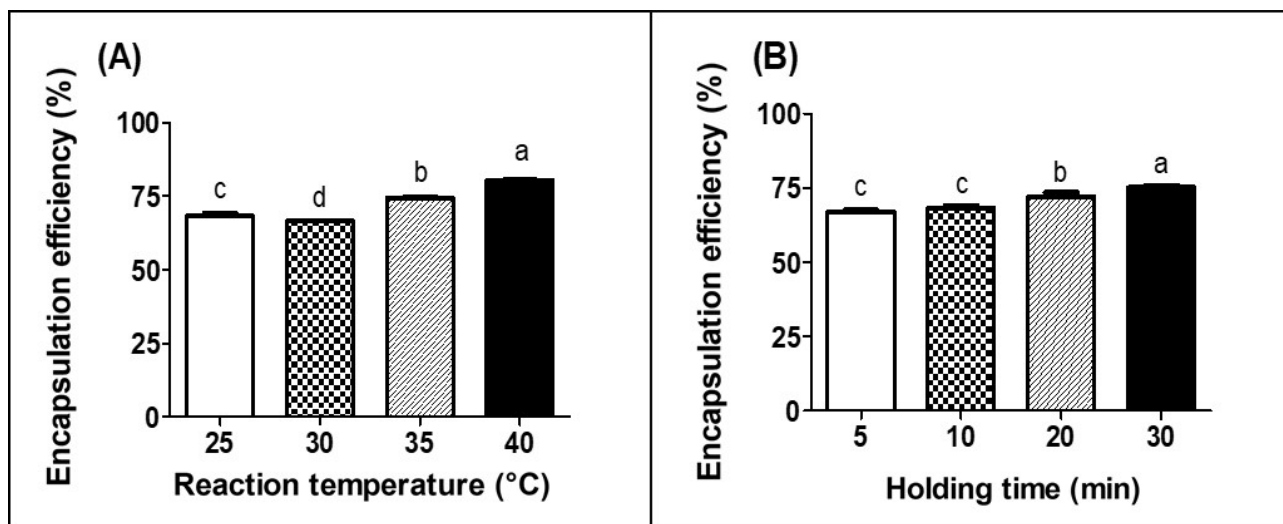 (A)
Encapsulation efficiency (%)
100
75
50
25
0
c
d
b
a
25 30 35 40
Reaction temperature (°C)
(B)
Encapsulation efficiency (%)
100
75
50
25
0
c
c
b
a
5 10 20 30
Holding time (min)